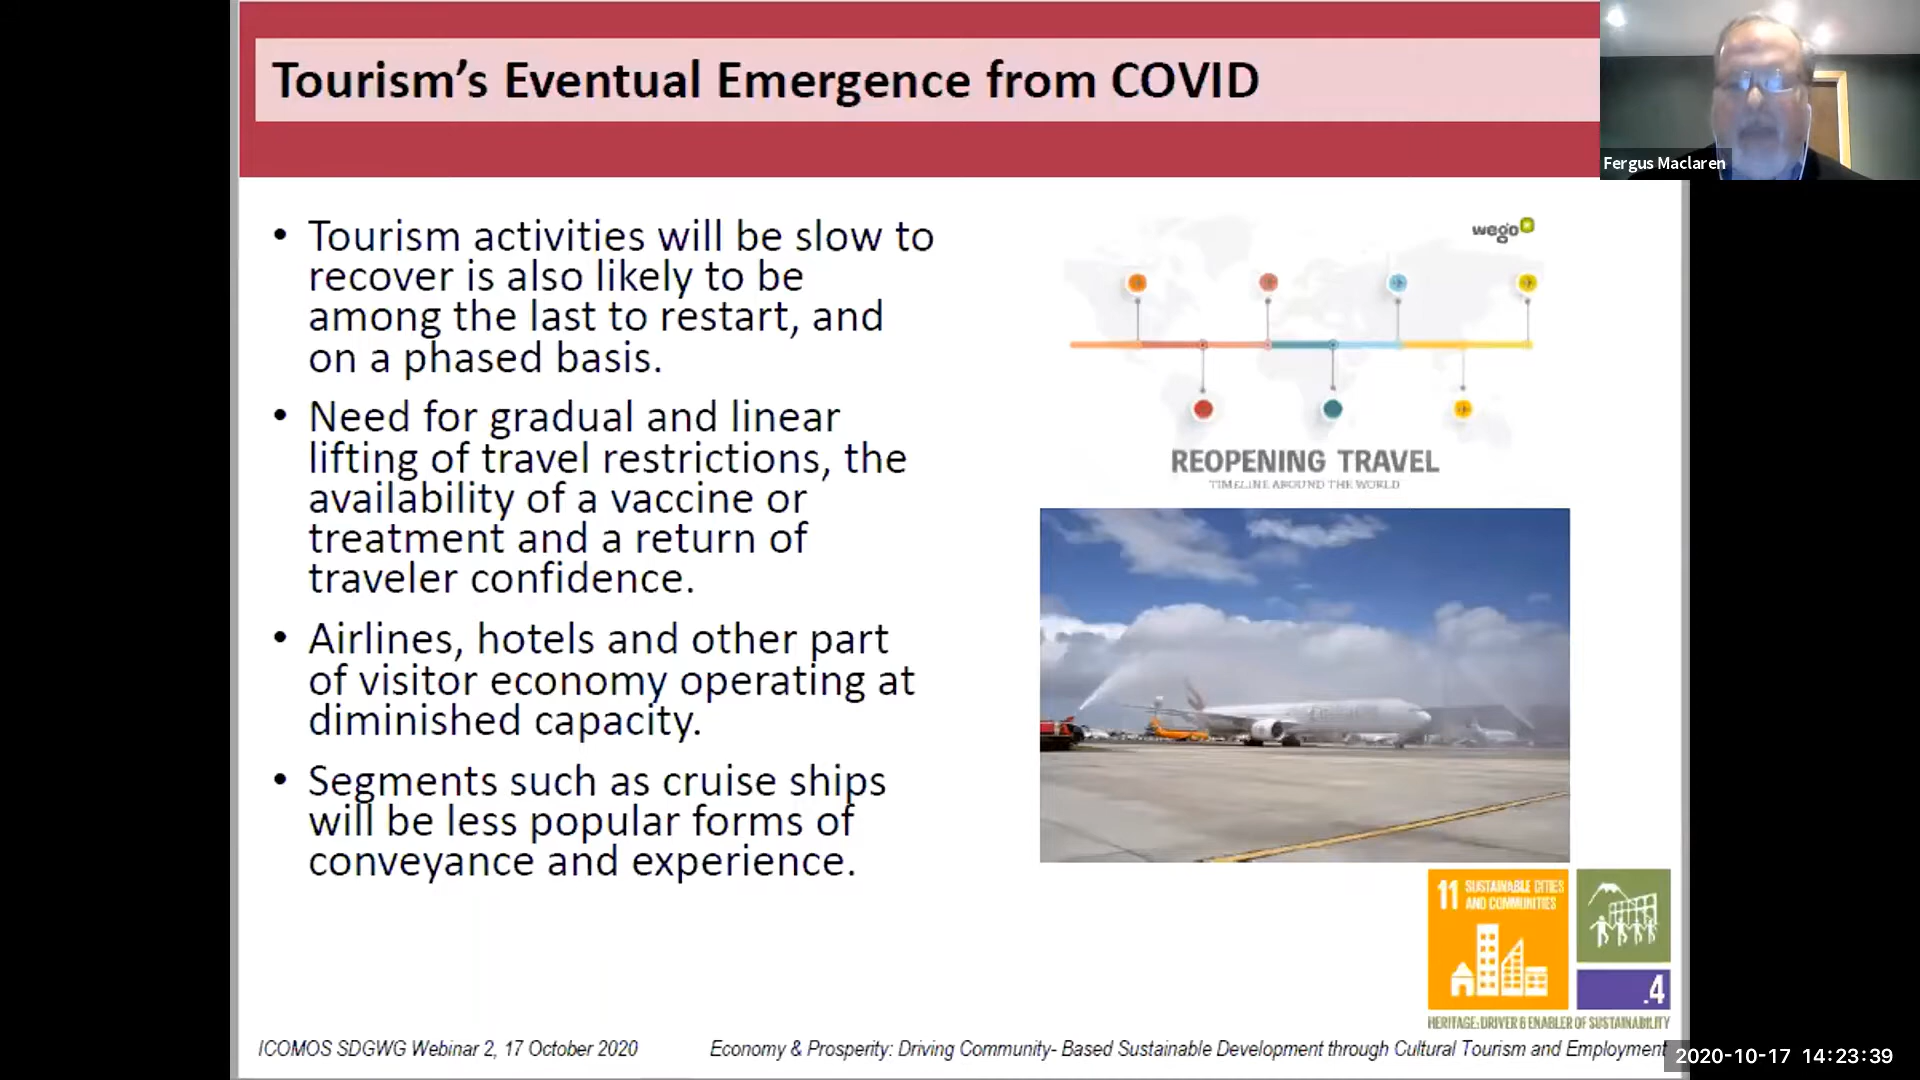 Tourism’s Eventual Emergence from COVID
Fergus Maclaren
• Tourism activities will be slow to
recover is also likely to be
among the last to restart, and
on a phased basis.
• Need for gradual and linear
lifting of travel restrictions, the
availability of a vaccine or
treatment and a return of
traveler confidence.
• Airlines, hotels and other part
of visitor economy operating at
diminished capacity.
• Segments such as cruise ships
will be less popular forms of
conveyance and experience.
wego
REOPENING TRAVEL
TIMELINE AROUND THE WORLD
11 SUSTAINABLE CITIES
AND COMMUNITIES
.4
HERITAGE: DRIVER & ENABLER OF SUSTAINABILITY
ICOMOS SDGWG Webinar 2, 17 October 2020
Economy & Prosperity: Driving Community- Based Sustainable Development through Cultural Tourism and Employment
2020-10-17 14:23:39